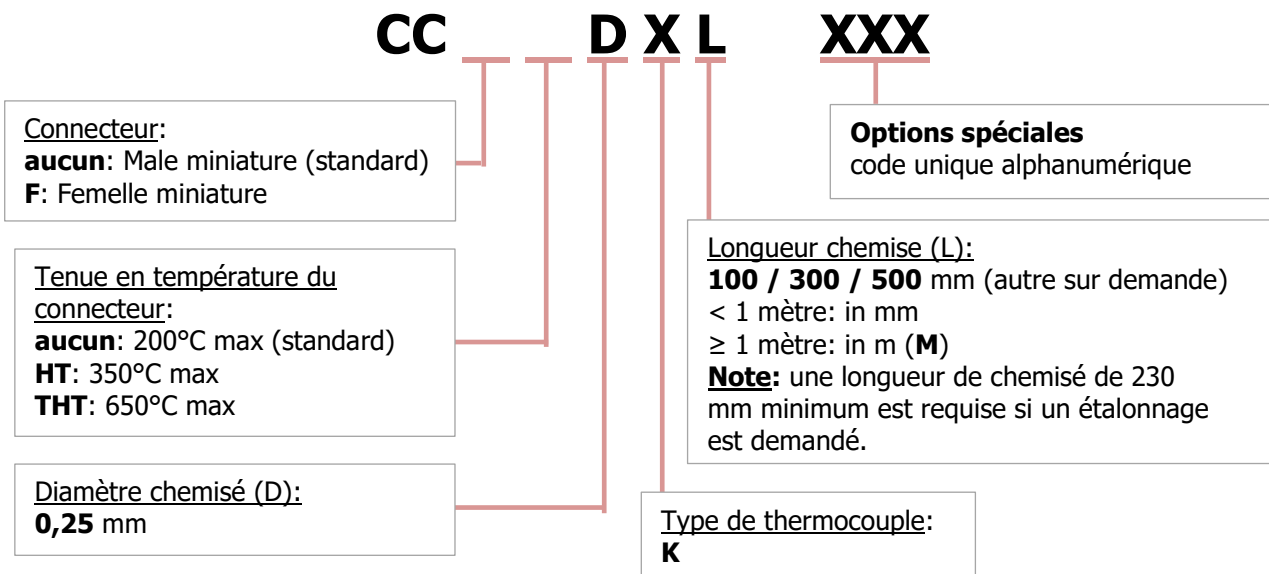 CC D X L XXX
Connecteur:
aucun: Male miniature (standard)
F: Femelle miniature
Options spéciales
code unique alphanumérique
Tenue en température du
connecteur:
aucun: 200°C max (standard)
HT: 350°C max
THT: 650°C max
Longueur chemise (L):
100 / 300 / 500 mm (autre sur demande)
< 1 mètre: in mm
≥ 1 mètre: in m (M)
Note: une longueur de chemisé de 230
mm minimum est requise si un étalonnage
est demandé.
Diamètre chemisé (D):
0,25 mm
Type de thermocouple:
K